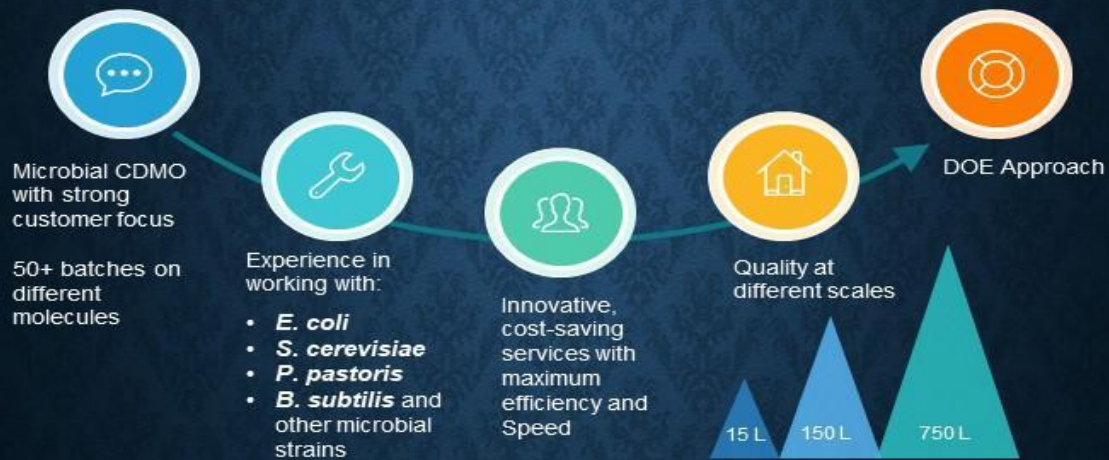 Microbial CDMO
with strong
customer focus
50+ batches on
different
molecules
Experience in
working with:
• E. coli
• S. cerevisiae
• P. pastoris
• B. subtilis and
other microbial
strains
Innovative,
cost-saving
services with
maximum
efficiency and
Speed
Quality at
different scales
15 L
150 L
750 L
DOE Approach